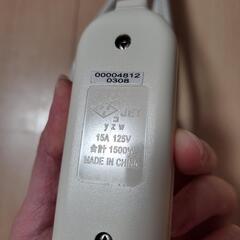 00004812
0308
JET
yzw
15A 125V
合計 1500W
MADE IN CHINA